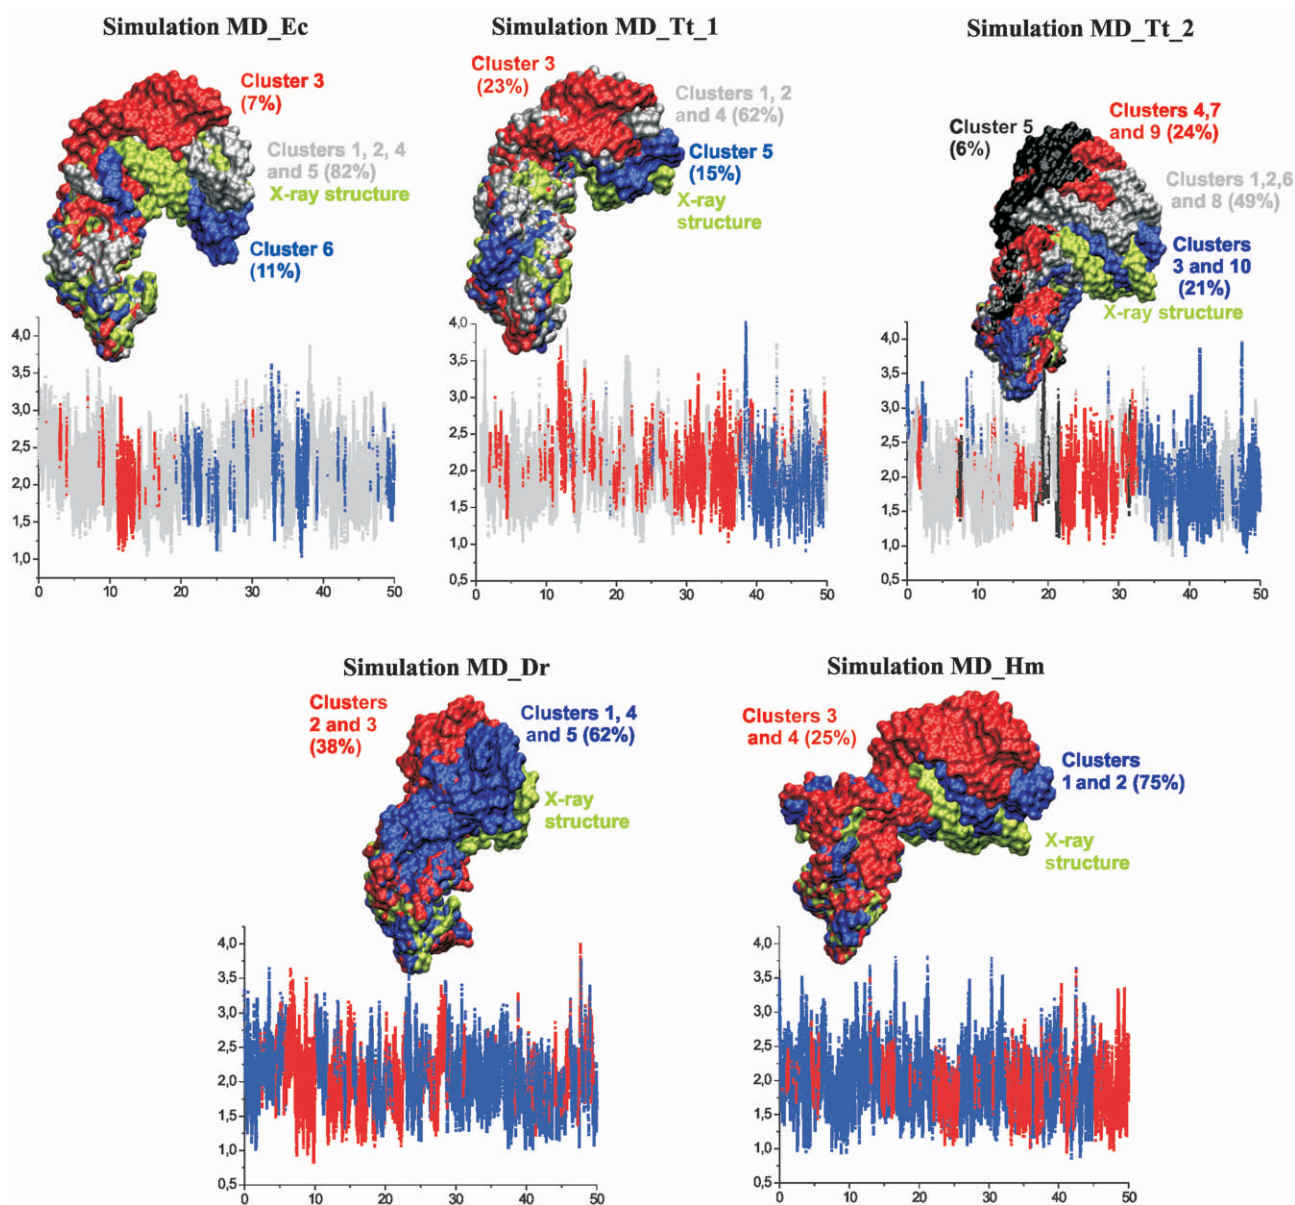 Simulation MD_Ec
Cluster 3
(7%)
Clusters 1, 2, 4
and 5 (82%)
X-ray structure
Cluster 6
(11%)
4,0
3,5
3,0
2,5
2,0
1,5
1,0
0 10 20 30 40 50
Simulation MD_Tt_1
Cluster 3
(23%)
Clusters 1, 2
and 4 (62%)
Cluster 5
(15%)
X-ray
structure
4,0
3,5
3,0
2,5
2,0
1,5
1,0
0,5
0 10 20 30 40 50
Simulation MD_Tt_2
Cluster 5
(6%)
Clusters 4,7
and 9 (24%)
Clusters 1,2,6
and 8 (49%)
Clusters
3 and 10
(21%)
X-ray structure
4,0
3,5
3,0
2,5
2,0
1,5
1,0
0,5
0 10 20 30 40 50
Simulation MD_Dr
Clusters
2 and 3
(38%)
Clusters 1, 4
and 5 (62%)
X-ray
structure
4,0
3,5
3,0
2,5
2,0
1,5
1,0
0,5
0 10 20 30 40 50
Simulation MD_Hm
Clusters 3
and 4 (25%)
Clusters
1 and 2 (75%)
X-ray
structure
4,0
3,5
3,0
2,5
2,0
1,5
1,0
0,5
0 10 20 30 40 50